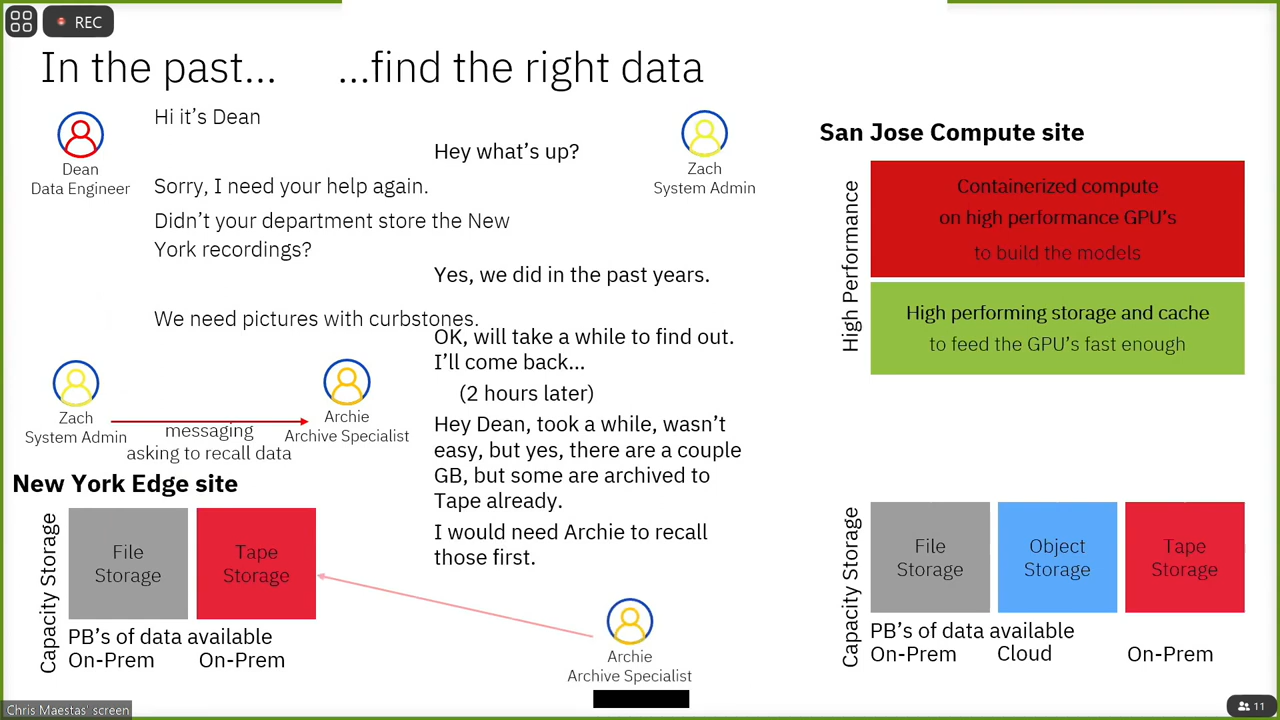 REC
In the past... ...find the right data
Dean
Data Engineer
Hi it's Dean
Hey what's up?
Zach
System Admin
Sorry, I need your help again.
Didn't your department store the New
York recordings?
Yes, we did in the past years.
We need pictures with curbstones.
OK, will take a while to find out.
I'll come back...
(2 hours later)
Hey Dean, took a while, wasn't
easy, but yes, there are a couple
GB, but some are archived to
Tape already.
I would need Archie to recall
those first.
Zach
System Admin
messaging
asking to recall data
Archie
Archive Specialist
New York Edge site
Capacity Storage
File
Storage
Tape
Storage
PB's of data available
On-Prem
On-Prem
Archie
Archive Specialist
San Jose Compute site
High Performance
Containerized compute
on high performance GPU's
to build the models
High performing storage and cache
to feed the GPU's fast enough
Capacity Storage
File
Storage
Object
Storage
Tape
Storage
PB's of data available
On-Prem
Cloud
On-Prem
Chris Maestas' screen
11